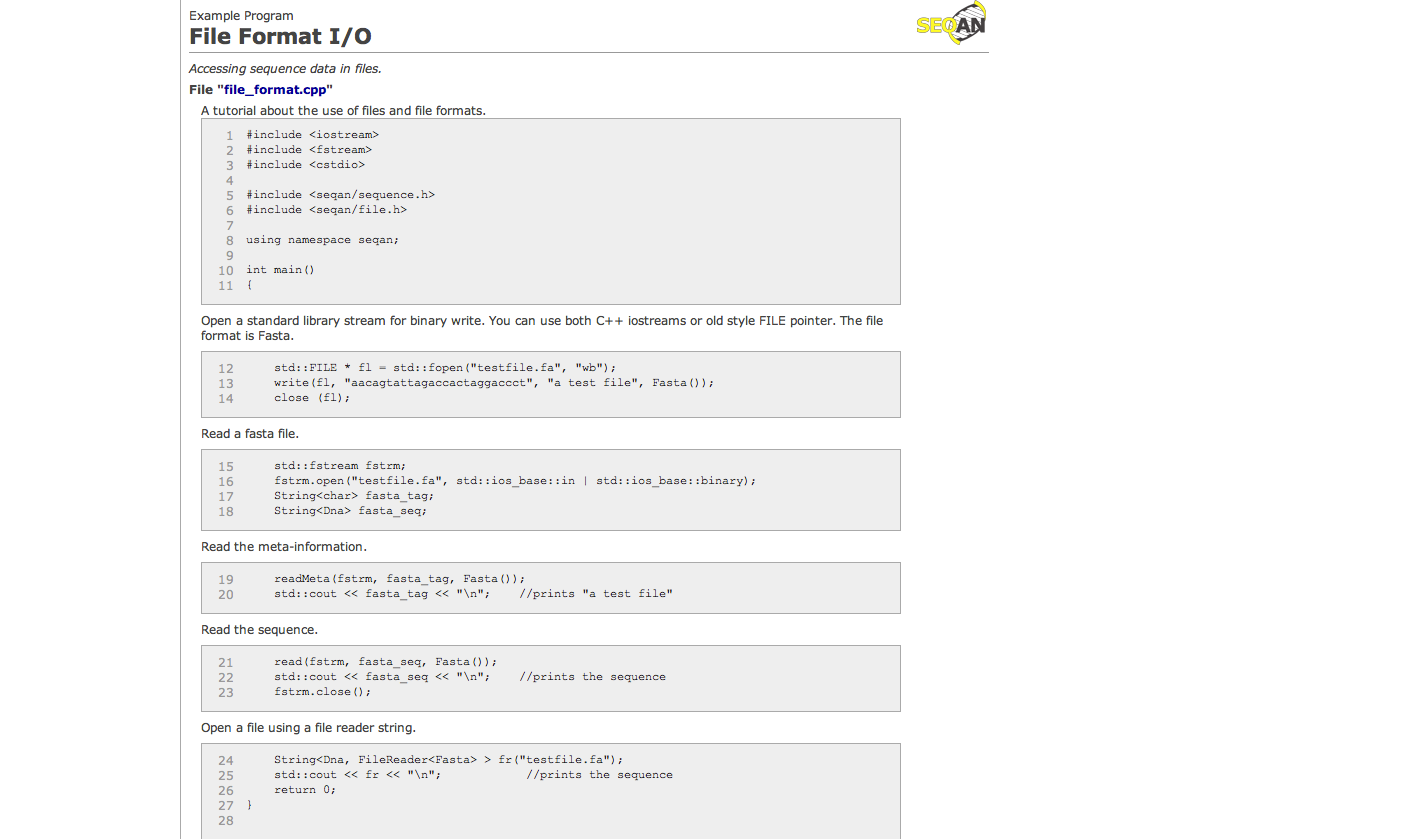 Example Program
File Format I/O
SEQAN
Accessing sequence data in files.
File "file_format.cpp"
A tutorial about the use of files and file formats.
1 #include <iostream>
2 #include <fstream>
3 #include <cstdio>
4
5 #include <seqan/sequence.h>
6 #include <seqan/file.h>
7
8 using namespace seqan;
9
10 int main()
11 {
Open a standard library stream for binary write. You can use both C++ iostreams or old style FILE pointer. The file
format is Fasta.
12     std::FILE * fl = std::fopen("testfile.fa", "wb");
13     write(fl, "aacagtattagaccactaggaccct", "a test file", Fasta());
14     close (fl);
Read a fasta file.
15     std::fstream fstrm;
16     fstrm.open("testfile.fa", std::ios_base::in | std::ios_base::binary);
17     String<char> fasta_tag;
18     String<Dna> fasta_seq;
Read the meta-information.
19     readMeta(fstrm, fasta_tag, Fasta());
20     std::cout << fasta_tag << "\n";    //prints "a test file"
Read the sequence.
21     read(fstrm, fasta_seq, Fasta());
22     std::cout << fasta_seq << "\n";    //prints the sequence
23     fstrm.close();
Open a file using a file reader string.
24     String<Dna, FileReader<Fasta> > fr("testfile.fa");
25     std::cout << fr << "\n";            //prints the sequence
26     return 0;
27 }
28